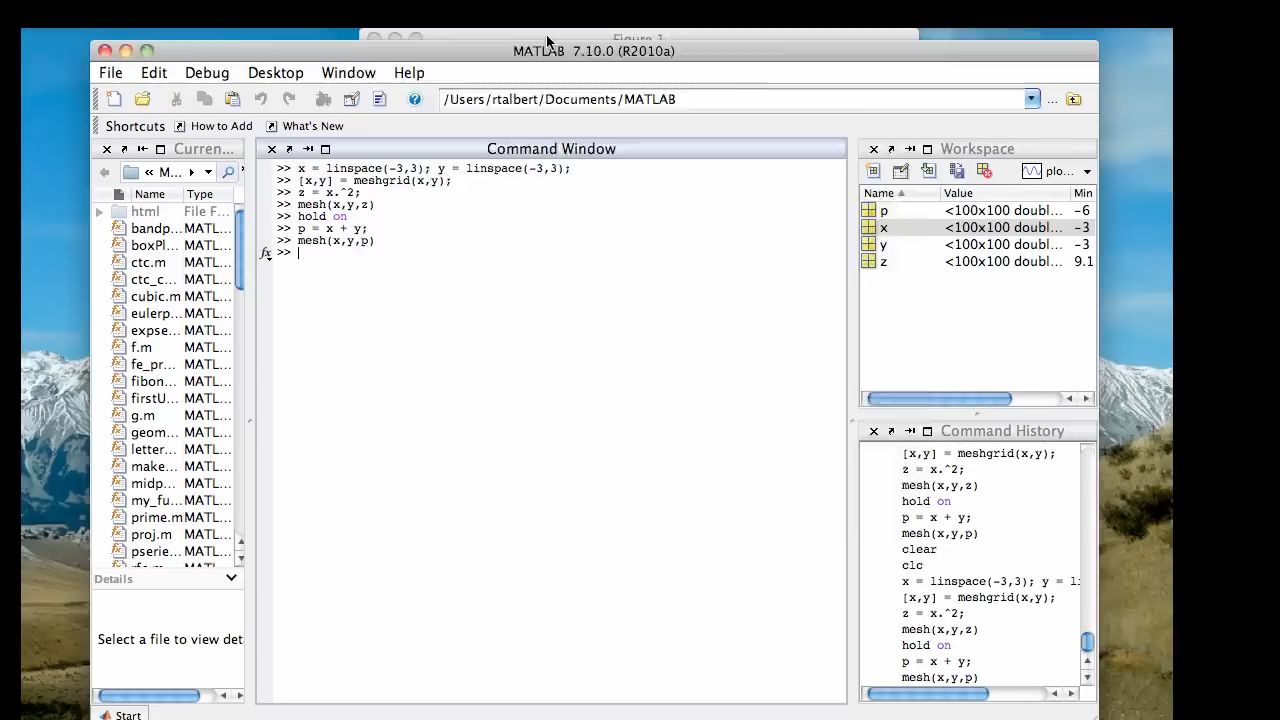 Figure 1
MATLAB 7.10.0 (R2010a)
File Edit Debug Desktop Window Help
/Users/rtalbert/Documents/MATLAB
...
Shortcuts How to Add What's New
Curren...
« M...
Name Type
html File F...
bandp... MATL...
boxPl... MATL...
ctc.m MATL...
ctc_c... MATL...
cubic.m MATL...
eulerp... MATL...
expse... MATL...
f.m MATL...
fe_pr... MATL...
fibon... MATL...
firstU... MATL...
g.m MATL...
geom... MATL...
letter... MATL...
make... MATL...
midp... MATL...
my_fu... MATL...
prime.m MATL...
proj.m MATL...
pserie... MATL...
Details
Select a file to view det
Start
Command Window
>> x = linspace(-3,3); y = linspace(-3,3);
>> [x,y] = meshgrid(x,y);
>> z = x.^2;
>> mesh(x,y,z)
>> hold on
>> p = x + y;
>> mesh(x,y,p)
fx >>
Workspace
plo...
Name Value Min
p <100x100 doubl... -6
x <100x100 doubl... -3
y <100x100 doubl... -3
z <100x100 doubl... 9.1
Command History
[x,y] = meshgrid(x,y);
z = x.^2;
mesh(x,y,z)
hold on
p = x + y;
mesh(x,y,p)
clear
clc
x = linspace(-3,3); y = l
[x,y] = meshgrid(x,y);
z = x.^2;
mesh(x,y,z)
hold on
p = x + y;
mesh(x,y,p)